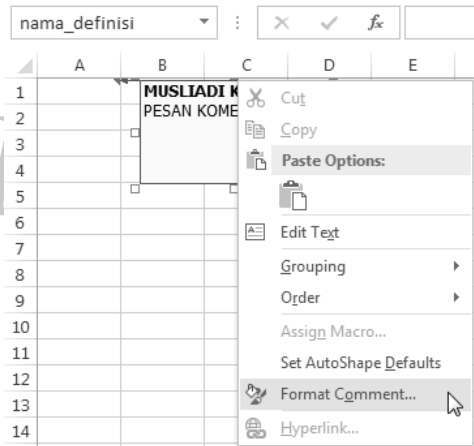 nama_definisi
fx
A B C D E
1
2
3
4
5
6
7
8
9
10
11
12
13
14
MUSLIADI K
PESAN KOME
Cut
Copy
Paste Options:
Edit Text
Grouping
Order
Assign Macro...
Set AutoShape Defaults
Format Comment...
Hyperlink...